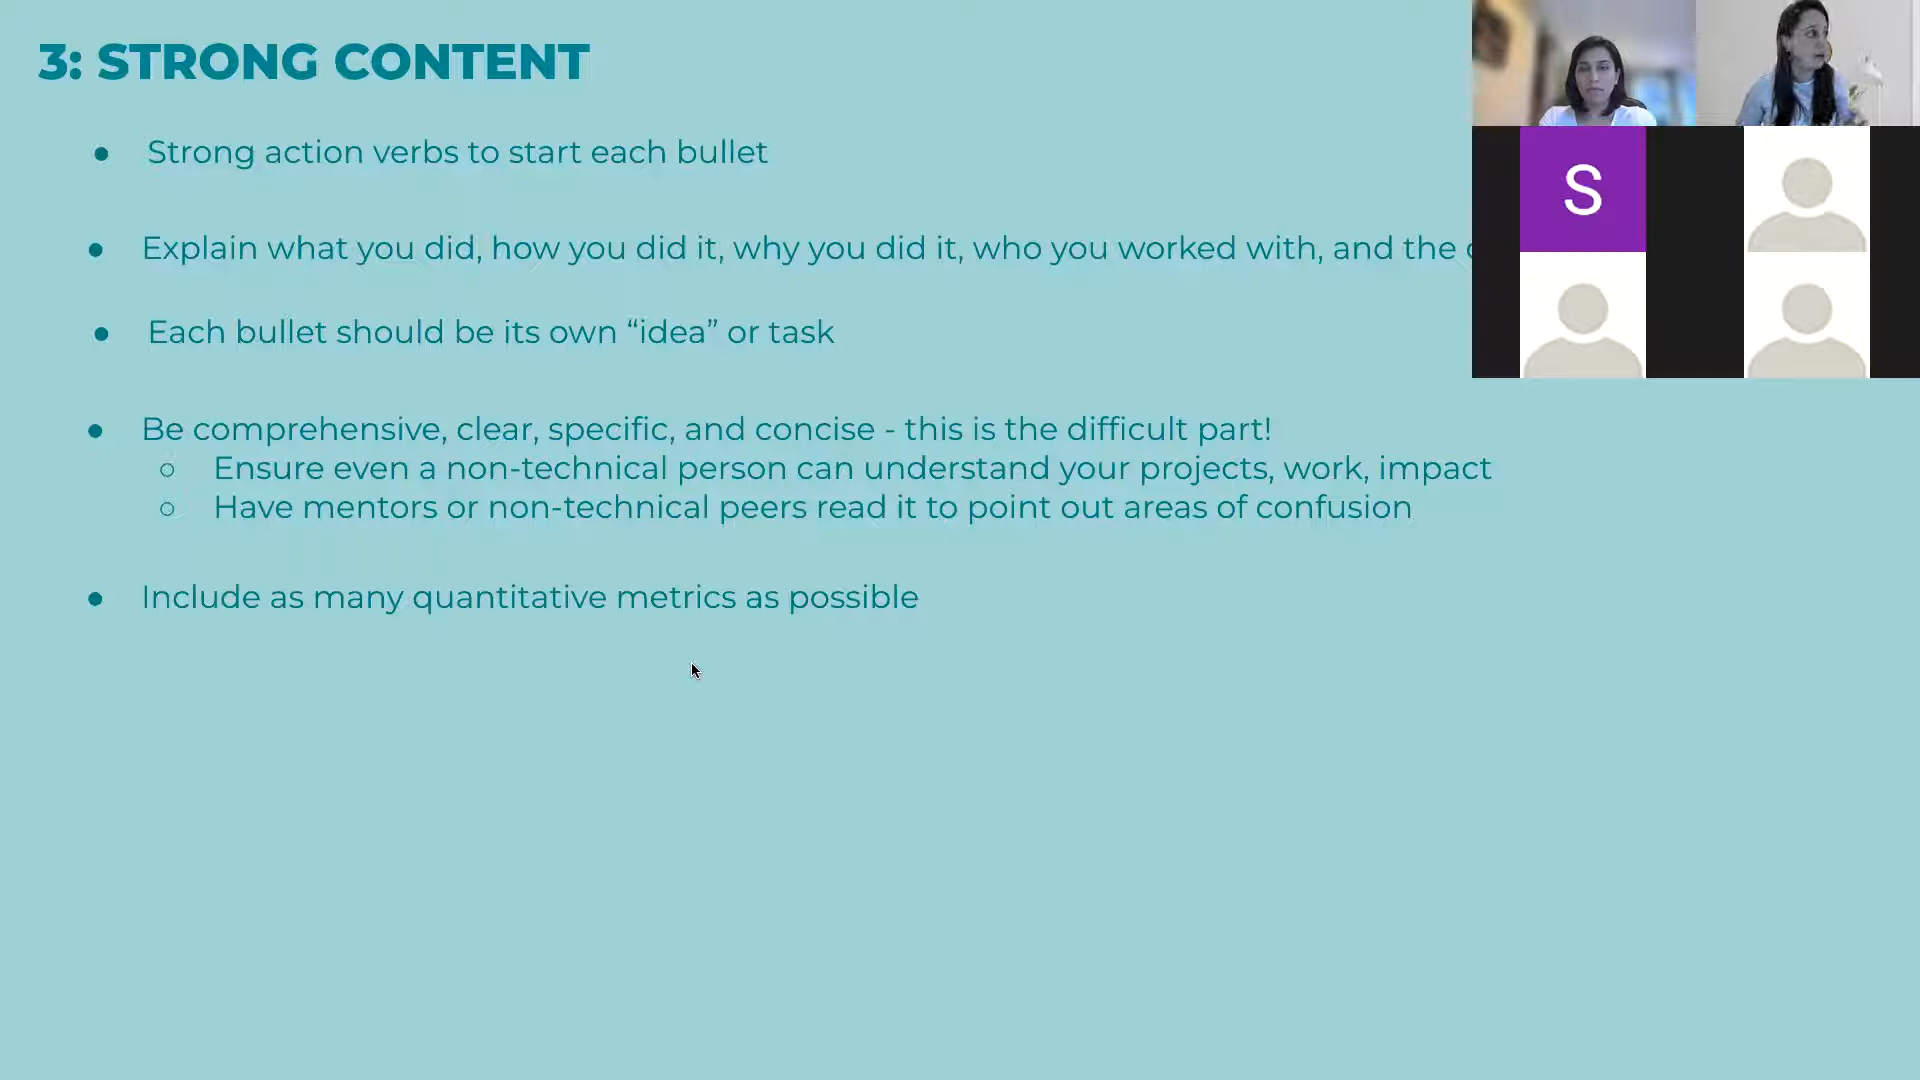 3: STRONG CONTENT
● Strong action verbs to start each bullet
● Explain what you did, how you did it, why you did it, who you worked with, and the
● Each bullet should be its own “idea” or task
● Be comprehensive, clear, specific, and concise - this is the difficult part!
○ Ensure even a non-technical person can understand your projects, work, impact
○ Have mentors or non-technical peers read it to point out areas of confusion
● Include as many quantitative metrics as possible
S